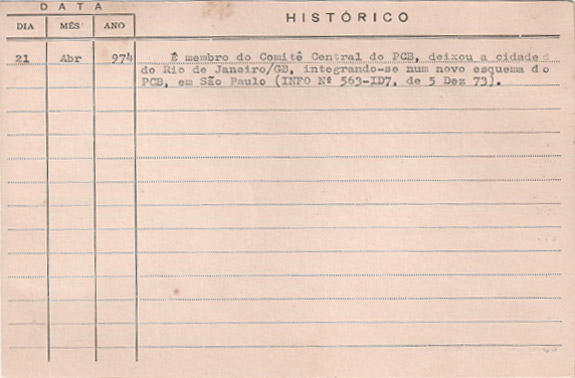 DATA
HISTÓRICO
DIA MÊS ANO
21 Abr 974 É membro do Comitê Central do PCB, deixou a cidade d
do Rio de Janeiro/GB, integrando-se num novo esquema do
PCB, em São Paulo (INFO Nº 563-ID7, de 5 Dez 73).